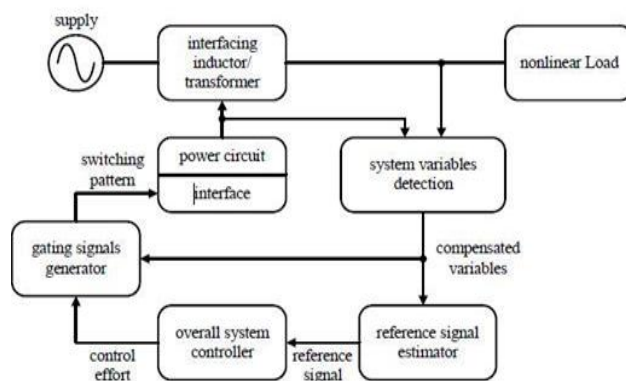 supply
interfacing
inductor/
transformer
nonlinear Load
switching
pattern
power circuit
interface
system variables
detection
gating signals
generator
compensated
variables
control
effort
overall system
controller
reference
signal
reference signal
estimator